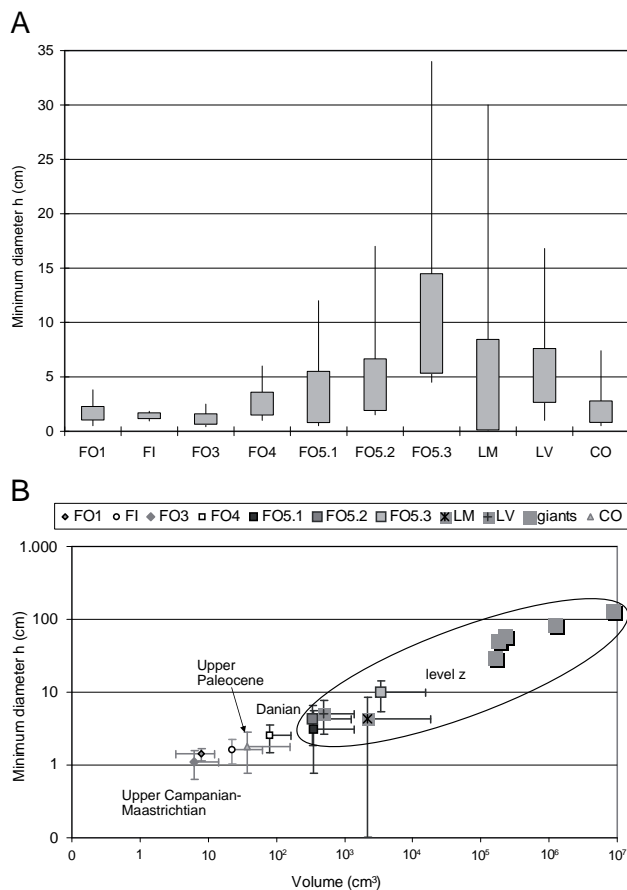 A
35
30
25
20
15
10
5
0
Minimum diameter h (cm)
FO1 FI FO3 FO4 FO5.1 FO5.2 FO5.3 LM LV CO
B
FO1 FI FO3 FO4 FO5.1 FO5.2 FO5.3 LM LV giants CO
1.000
100
10
1
0
Minimum diameter h (cm)
Upper
Paleocene
Danian
level z
Upper Campanian-
Maastrichtian
0 1 10 10² 10³ 10⁴ 10⁵ 10⁶ 10⁷
Volume (cm³)